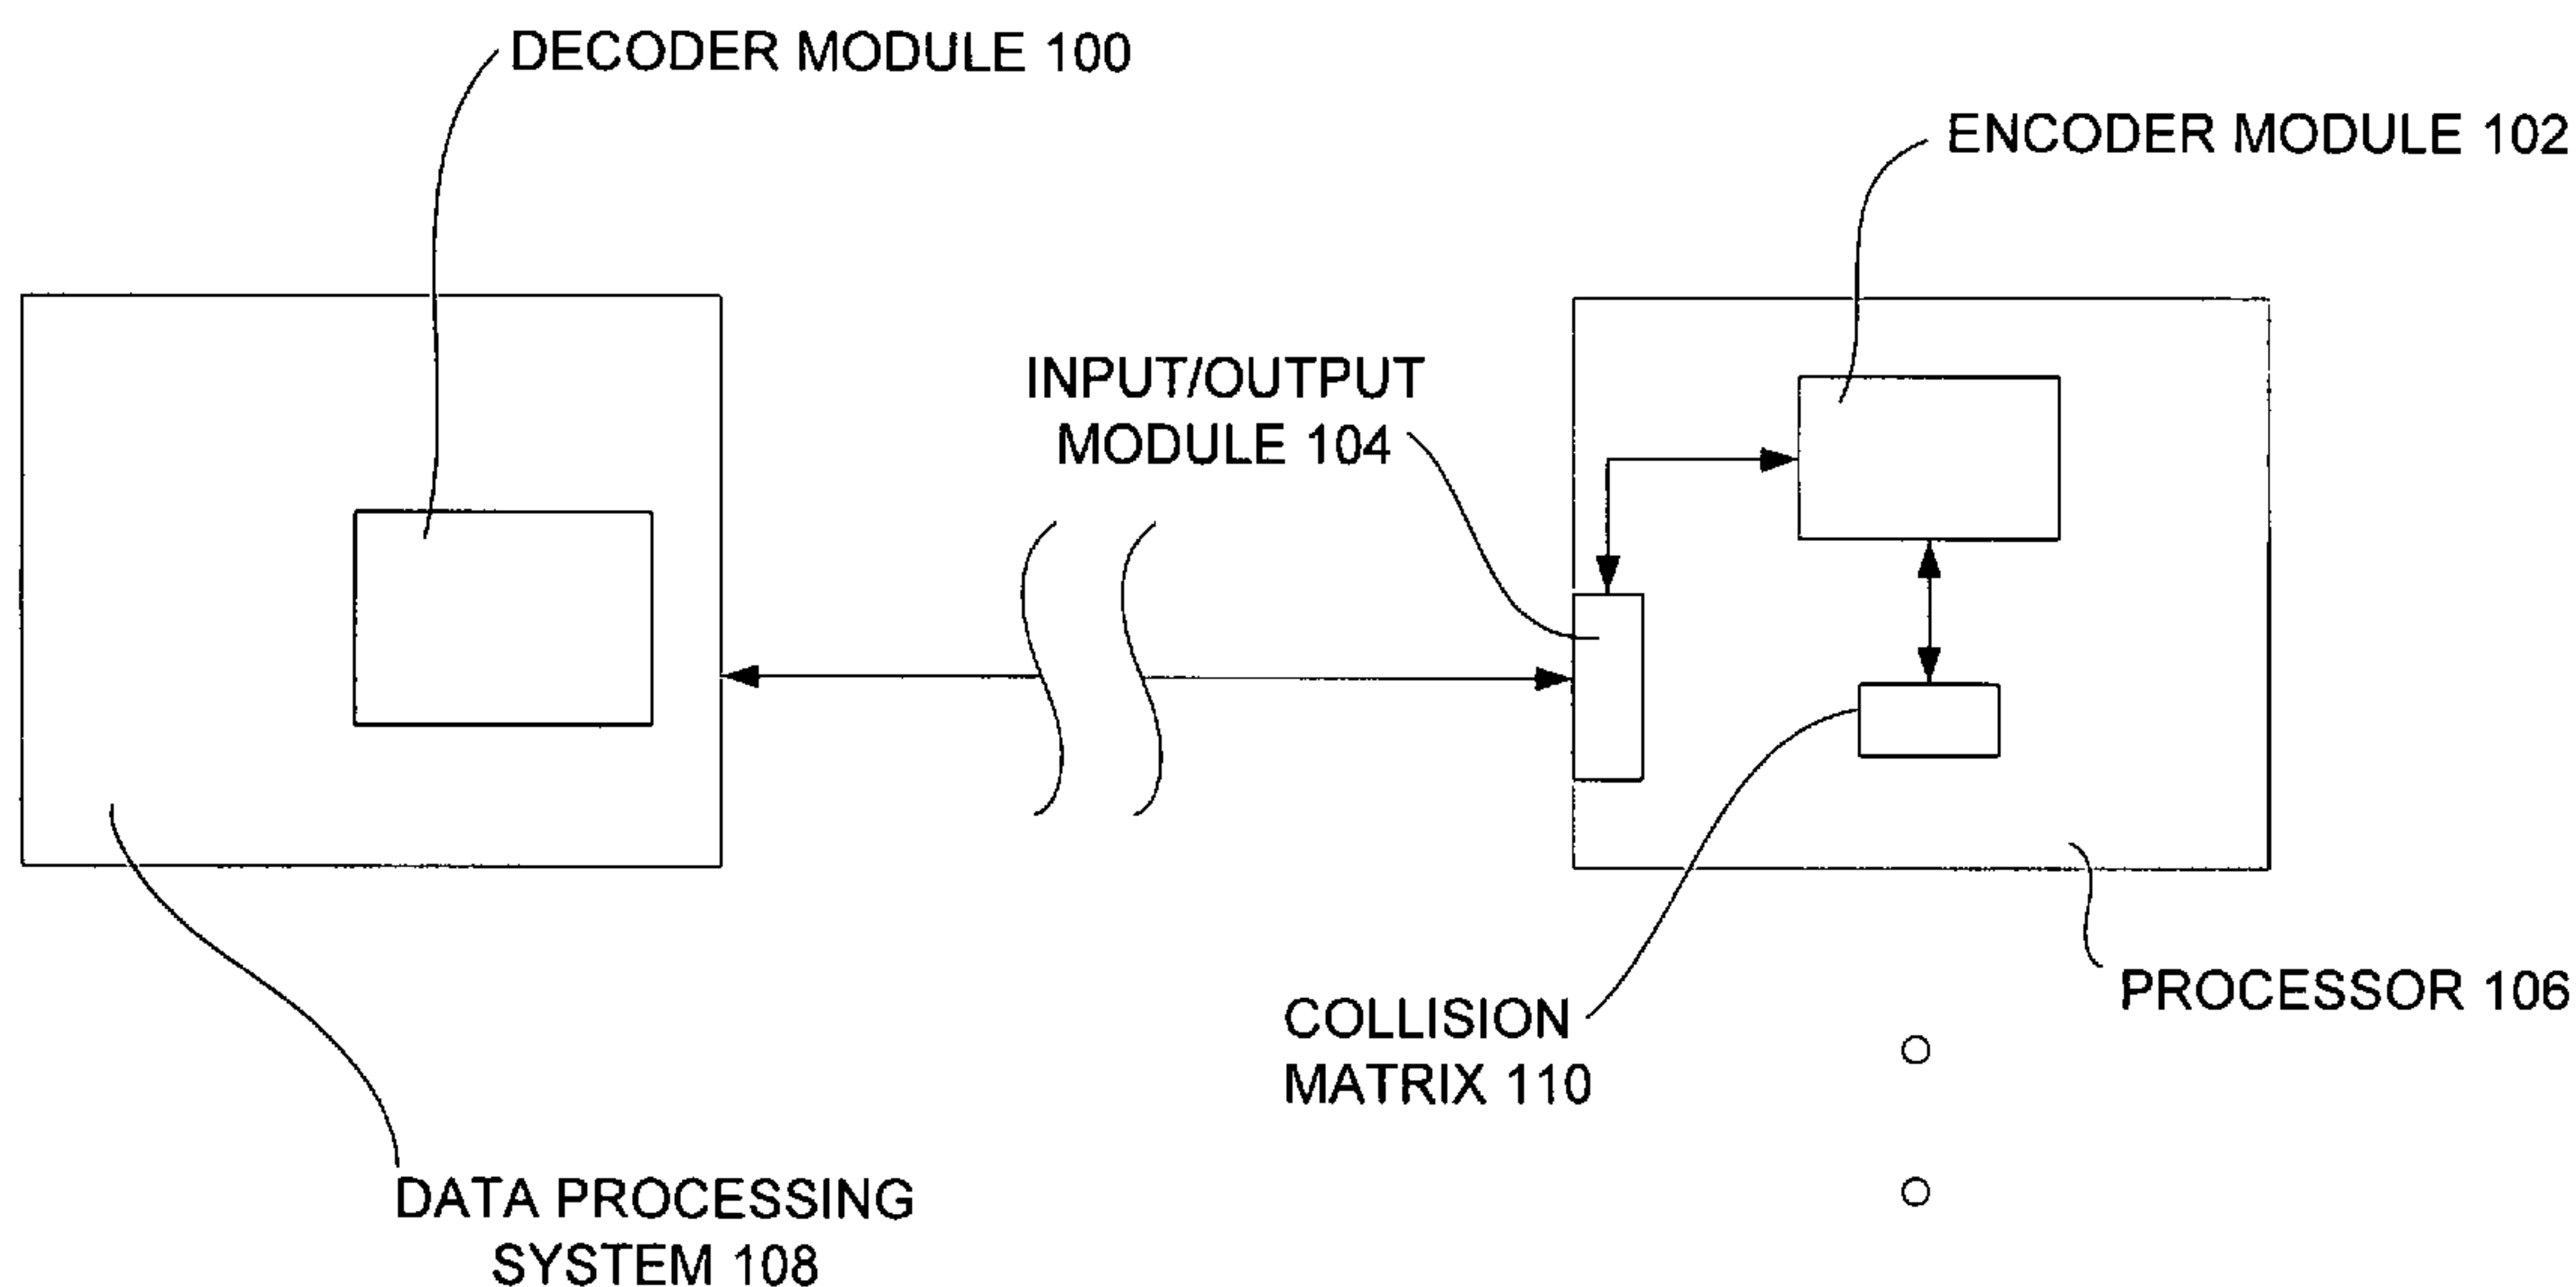 DECODER MODULE 100
ENCODER MODULE 102
INPUT/OUTPUT
MODULE 104
PROCESSOR 106
COLLISION
MATRIX 110
DATA PROCESSING
SYSTEM 108